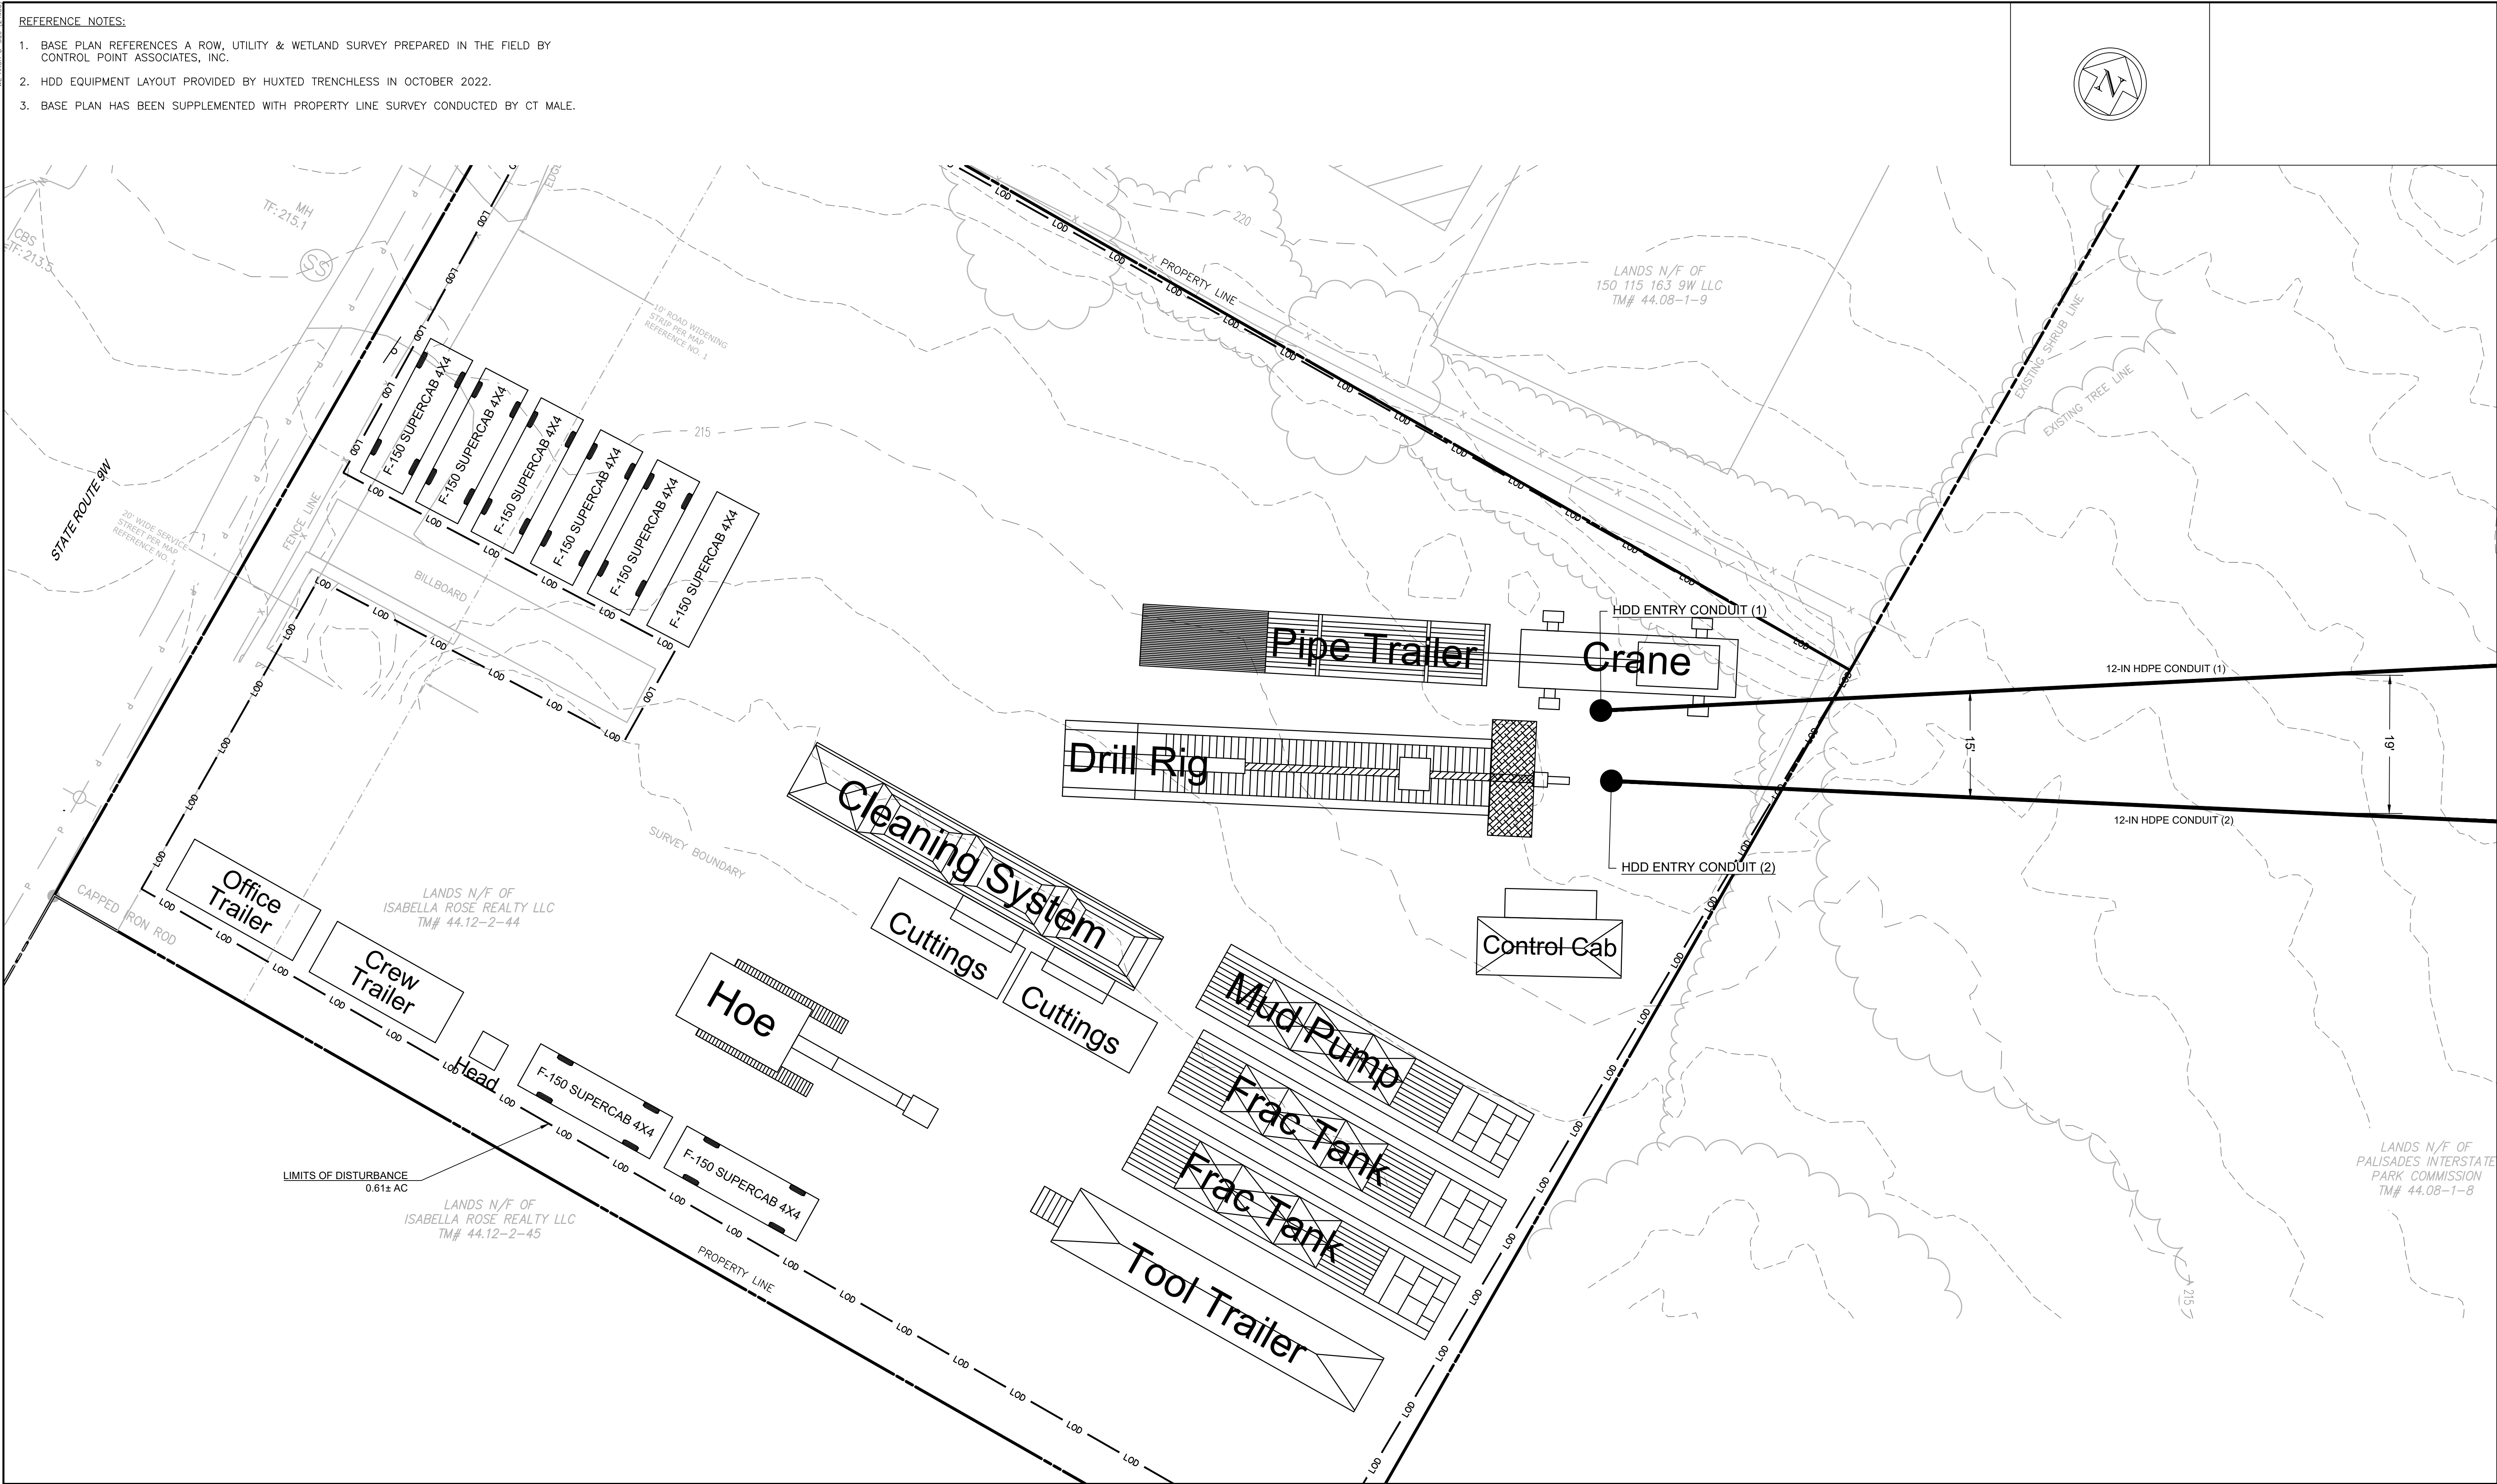 REFERENCE NOTES:
1. BASE PLAN REFERENCES A ROW, UTILITY & WETLAND SURVEY PREPARED IN THE FIELD BY
CONTROL POINT ASSOCIATES, INC.
2. HDD EQUIPMENT LAYOUT PROVIDED BY HUXTED TRENCHLESS IN OCTOBER 2022.
3. BASE PLAN HAS BEEN SUPPLEMENTED WITH PROPERTY LINE SURVEY CONDUCTED BY CT MALE.
N
MH
TF: 215.1
CBS
TF: 213.5
SS
STATE ROUTE 9W
20' WIDE SERVICE
STREET PER MAP
REFERENCE NO. 1
10' ROAD WIDENING
STRIP PER MAP
REFERENCE NO. 1
FENCE LINE
BILLBOARD
F-150 SUPERCAB 4X4
F-150 SUPERCAB 4X4
F-150 SUPERCAB 4X4
F-150 SUPERCAB 4X4
F-150 SUPERCAB 4X4
F-150 SUPERCAB 4X4
215
220
PROPERTY LINE
LOD
LANDS N/F OF
150 115 163 9W LLC
TM# 44.08-1-9
EXISTING SHRUB LINE
EXISTING TREE LINE
HDD ENTRY CONDUIT (1)
Pipe Trailer
Crane
12-IN HDPE CONDUIT (1)
15'
19'
Drill Rig
12-IN HDPE CONDUIT (2)
HDD ENTRY CONDUIT (2)
Cleaning System
Cuttings
Cuttings
SURVEY BOUNDARY
Control Cab
CAPPED IRON ROD
Office
Trailer
Crew
Trailer
LANDS N/F OF
ISABELLA ROSE REALTY LLC
TM# 44.12-2-44
Hoe
Head
F-150 SUPERCAB 4X4
F-150 SUPERCAB 4X4
Mud Pump
Frac Tank
Frac Tank
Tool Trailer
LIMITS OF DISTURBANCE
0.61± AC
LANDS N/F OF
ISABELLA ROSE REALTY LLC
TM# 44.12-2-45
PROPERTY LINE
LANDS N/F OF
PALISADES INTERSTATE
PARK COMMISSION
TM# 44.08-1-8
215